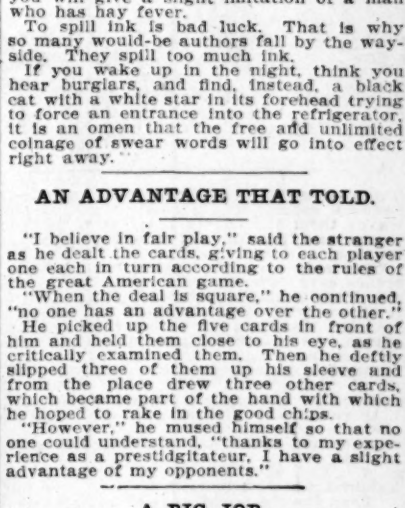 who has hay fever.
To spill ink is bad luck. That is why
so many would-be authors fall by the way-
side. They spill too much ink.
If you wake up in the night, think you
hear burglars, and find, instead, a black
cat with a white star in its forehead trying
to force an entrance into the refrigerator,
it is an omen that the free and unlimited
coinage of swear words will go into effect
right away.
AN ADVANTAGE THAT TOLD.
"I believe in fair play," said the stranger
as he dealt the cards, giving to each player
one each in turn according to the rules of
the great American game.
"When the deal is square," he continued,
"no one has an advantage over the other."
He picked up the five cards in front of
him and held them close to his eye, as he
critically examined them. Then he deftly
slipped three of them up his sleeve and
from the place drew three other cards,
which became part of the hand with which
he hoped to rake in the good chips.
"However," he mused himself so that no
one could understand, "thanks to my expe-
rience as a prestidgitateur, I have a slight
advantage of my opponents."
A BIG JOB